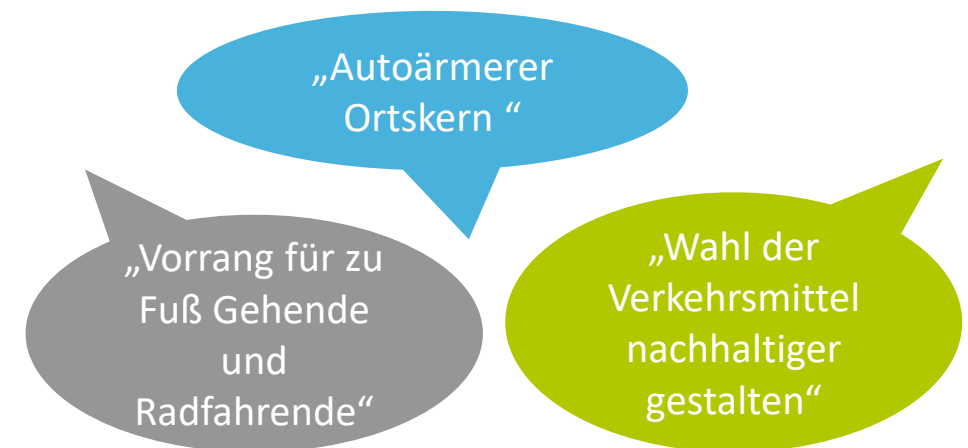 „Autoärmerer
Ortskern “
„Vorrang für zu
Fuß Gehende
und
Radfahrende“
„Wahl der
Verkehrsmittel
nachhaltiger
gestalten“